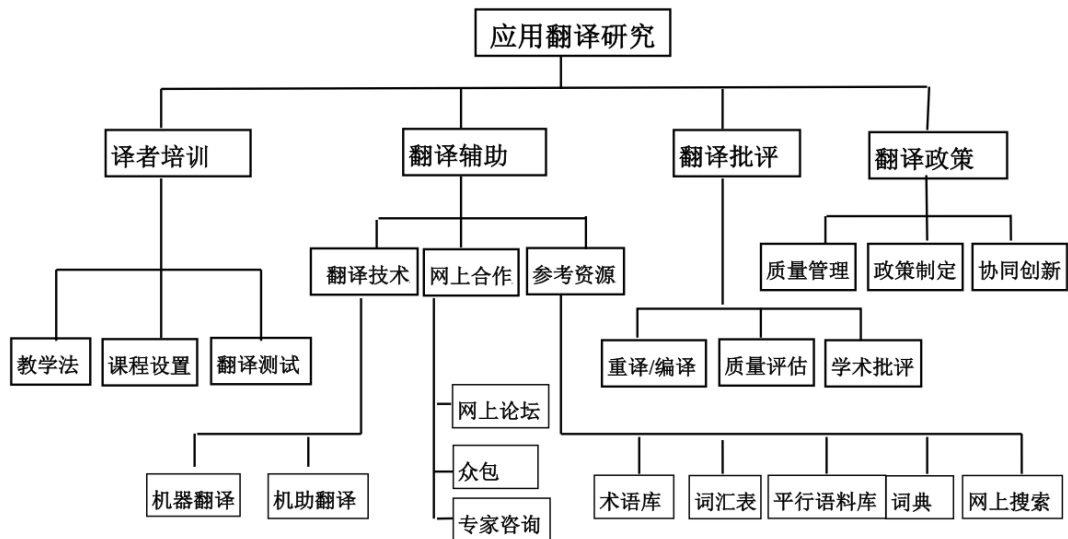 应用翻译研究
译者培训
翻译辅助
翻译批评
翻译政策
翻译技术
网上合作
参考资源
质量管理
政策制定
协同创新
教学法
课程设置
翻译测试
重译/编译
质量评估
学术批评
网上论坛
众包
专家咨询
机器翻译
机助翻译
术语库
词汇表
平行语料库
词典
网上搜索